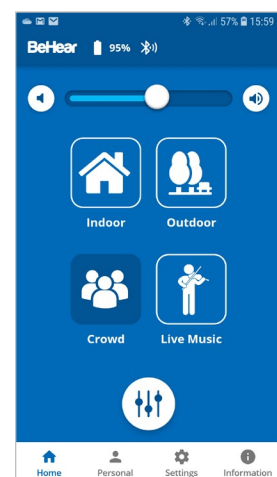 57% 15:59
BeHear 95%
Indoor Outdoor
Crowd Live Music
Home Personal Settings Information